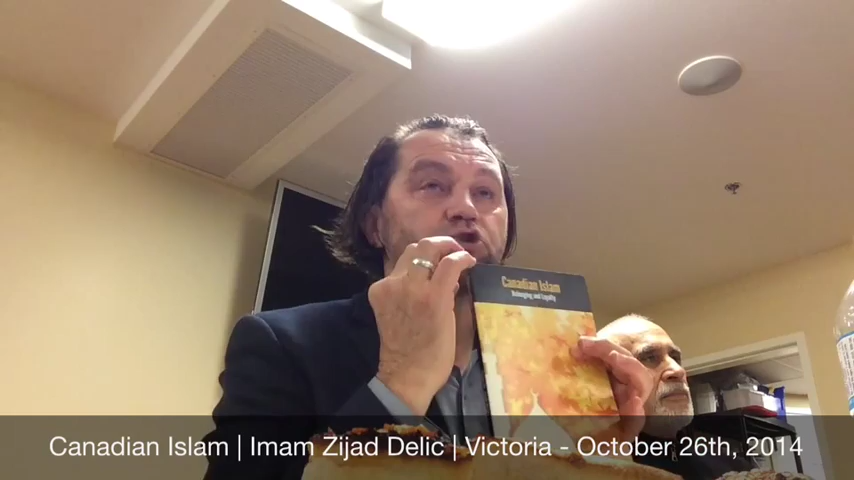 Canadian Islam
Belonging and Loyalty
Canadian Islam | Imam Zijad Delic | Victoria - October 26th, 2014